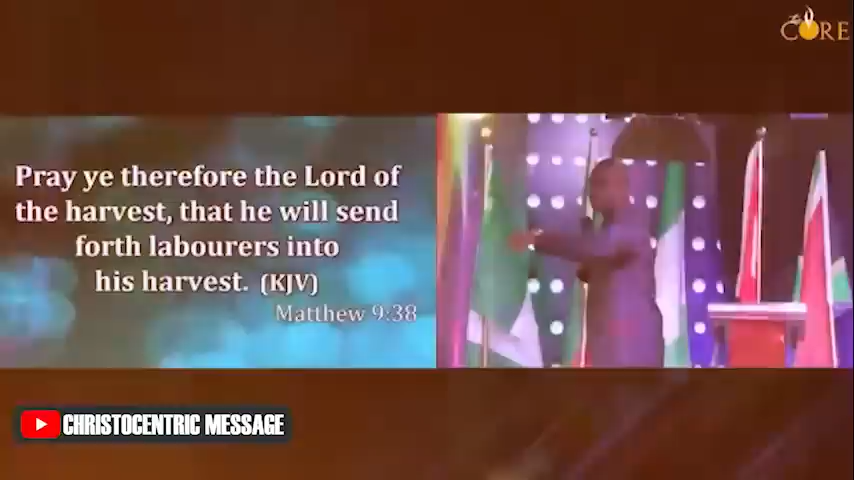 THE CORE
Pray ye therefore the Lord of
the harvest, that he will send
forth labourers into
his harvest. (KJV)
Matthew 9:38
CHRISTOCENTRIC MESSAGE